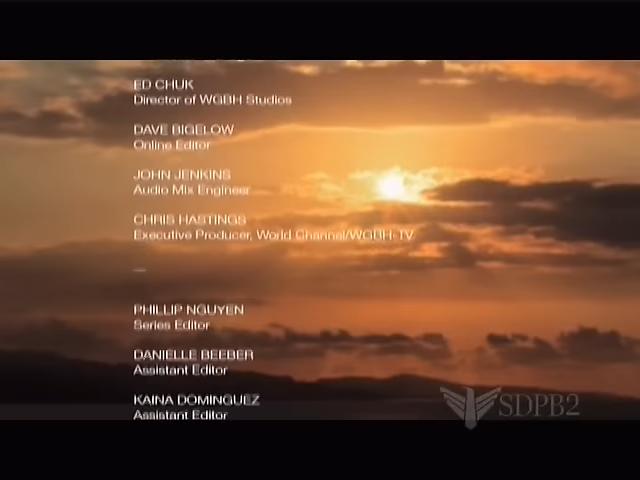 ED CHUK
Director of WGBH Studios
DAVE BIGELOW
Online Editor
JOHN JENKINS
Audio Mix Engineer
CHRIS HASTINGS
Executive Producer, World Channel/WGBH-TV
—
PHILLIP NGUYEN
Series Editor
DANIELLE BEEBER
Assistant Editor
KAINA DOMINGUEZ
Assistant Editor
SDPB2